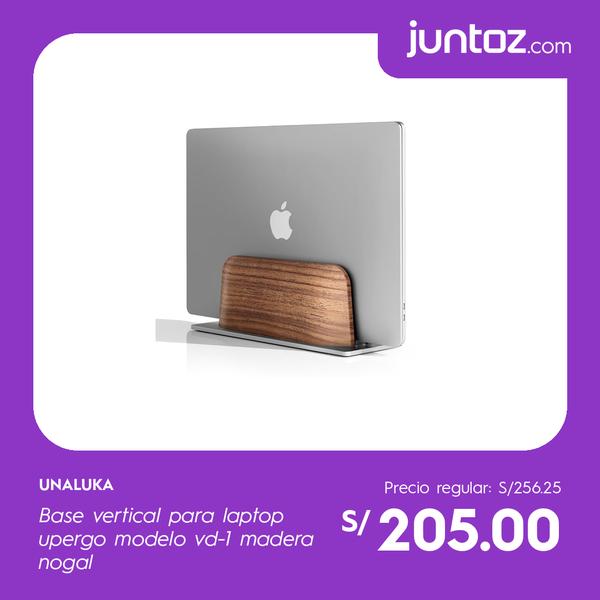 juntoz.com
UNALUKA
Base vertical para laptop
upergo modelo vd-1 madera
nogal
Precio regular: S/256.25
S/ 205.00